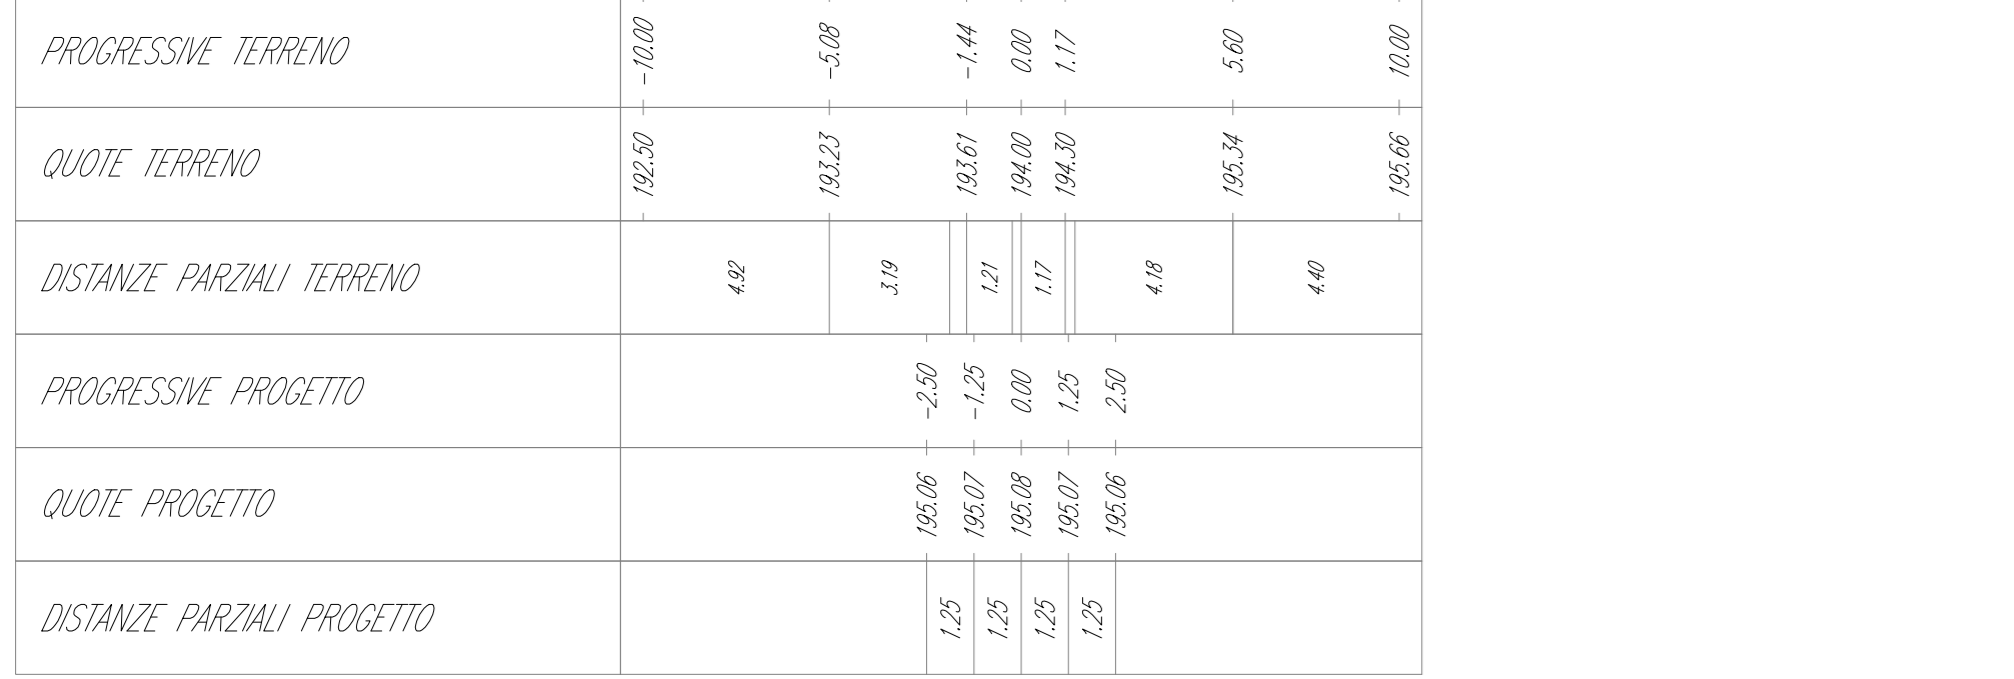 PROGRESSIVE TERRENO -10.00 -5.08 -1.44 0.00 1.17 5.60 10.00
QUOTE TERRENO 192.50 193.23 193.61 194.00 194.30 195.34 195.66
DISTANZE PARZIALI TERRENO 4.92 3.19 1.21 1.17 4.18 4.40
PROGRESSIVE PROGETTO -2.50 -1.25 0.00 1.25 2.50
QUOTE PROGETTO 195.06 195.07 195.08 195.07 195.06
DISTANZE PARZIALI PROGETTO 1.25 1.25 1.25 1.25